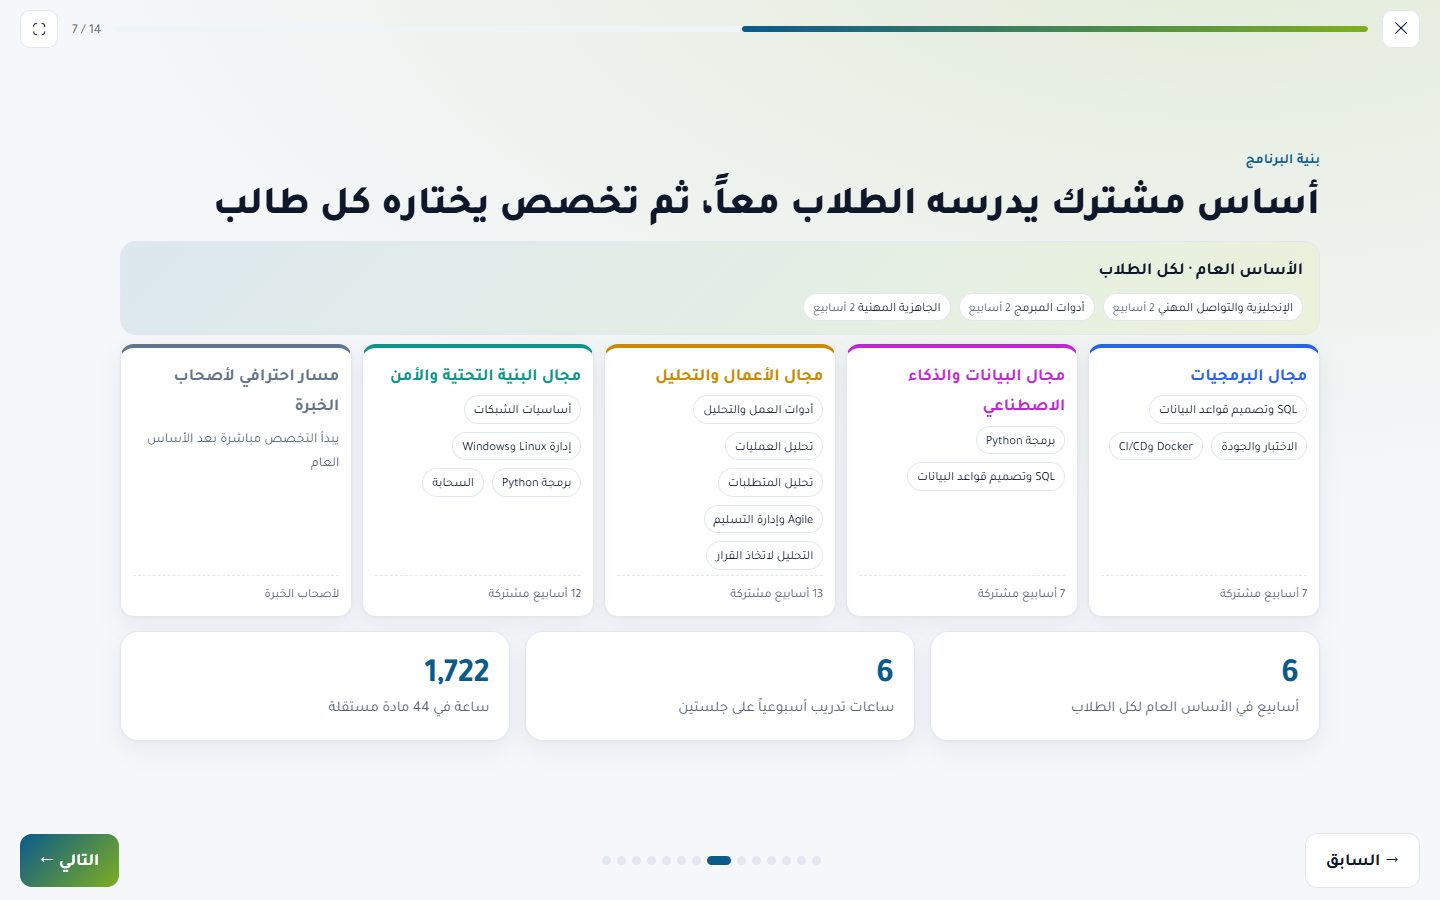 7 / 14
بنية البرنامج
أساس مشترك يدرسه الطلاب معاً، ثم تخصص يختاره كل طالب
الأساس العام · لكل الطلاب
الإنجليزية والتواصل المهني 2 أسابيع
أدوات المبرمج 2 أسابيع
الجاهزية المهنية 2 أسابيع
مجال البرمجيات
SQL وتصميم قواعد البيانات
الاختبار والجودة
Docker وCI/CD
7 أسابيع مشتركة
مجال البيانات والذكاء
الاصطناعي
برمجة Python
SQL وتصميم قواعد البيانات
7 أسابيع مشتركة
مجال الأعمال والتحليل
أدوات العمل والتحليل
تحليل العمليات
تحليل المتطلبات
Agile وإدارة التسليم
التحليل لاتخاذ القرار
13 أسابيع مشتركة
مجال البنية التحتية والأمن
أساسيات الشبكات
إدارة Linux وWindows
برمجة Python
السحابة
12 أسابيع مشتركة
مسار احترافي لأصحاب
الخبرة
يبدأ التخصص مباشرة بعد الأساس
العام
لأصحاب الخبرة
6
أسابيع في الأساس العام لكل الطلاب
6
ساعات تدريب أسبوعياً على جلستين
1,722
ساعة في 44 مادة مستقلة
→ السابق
التالي ←